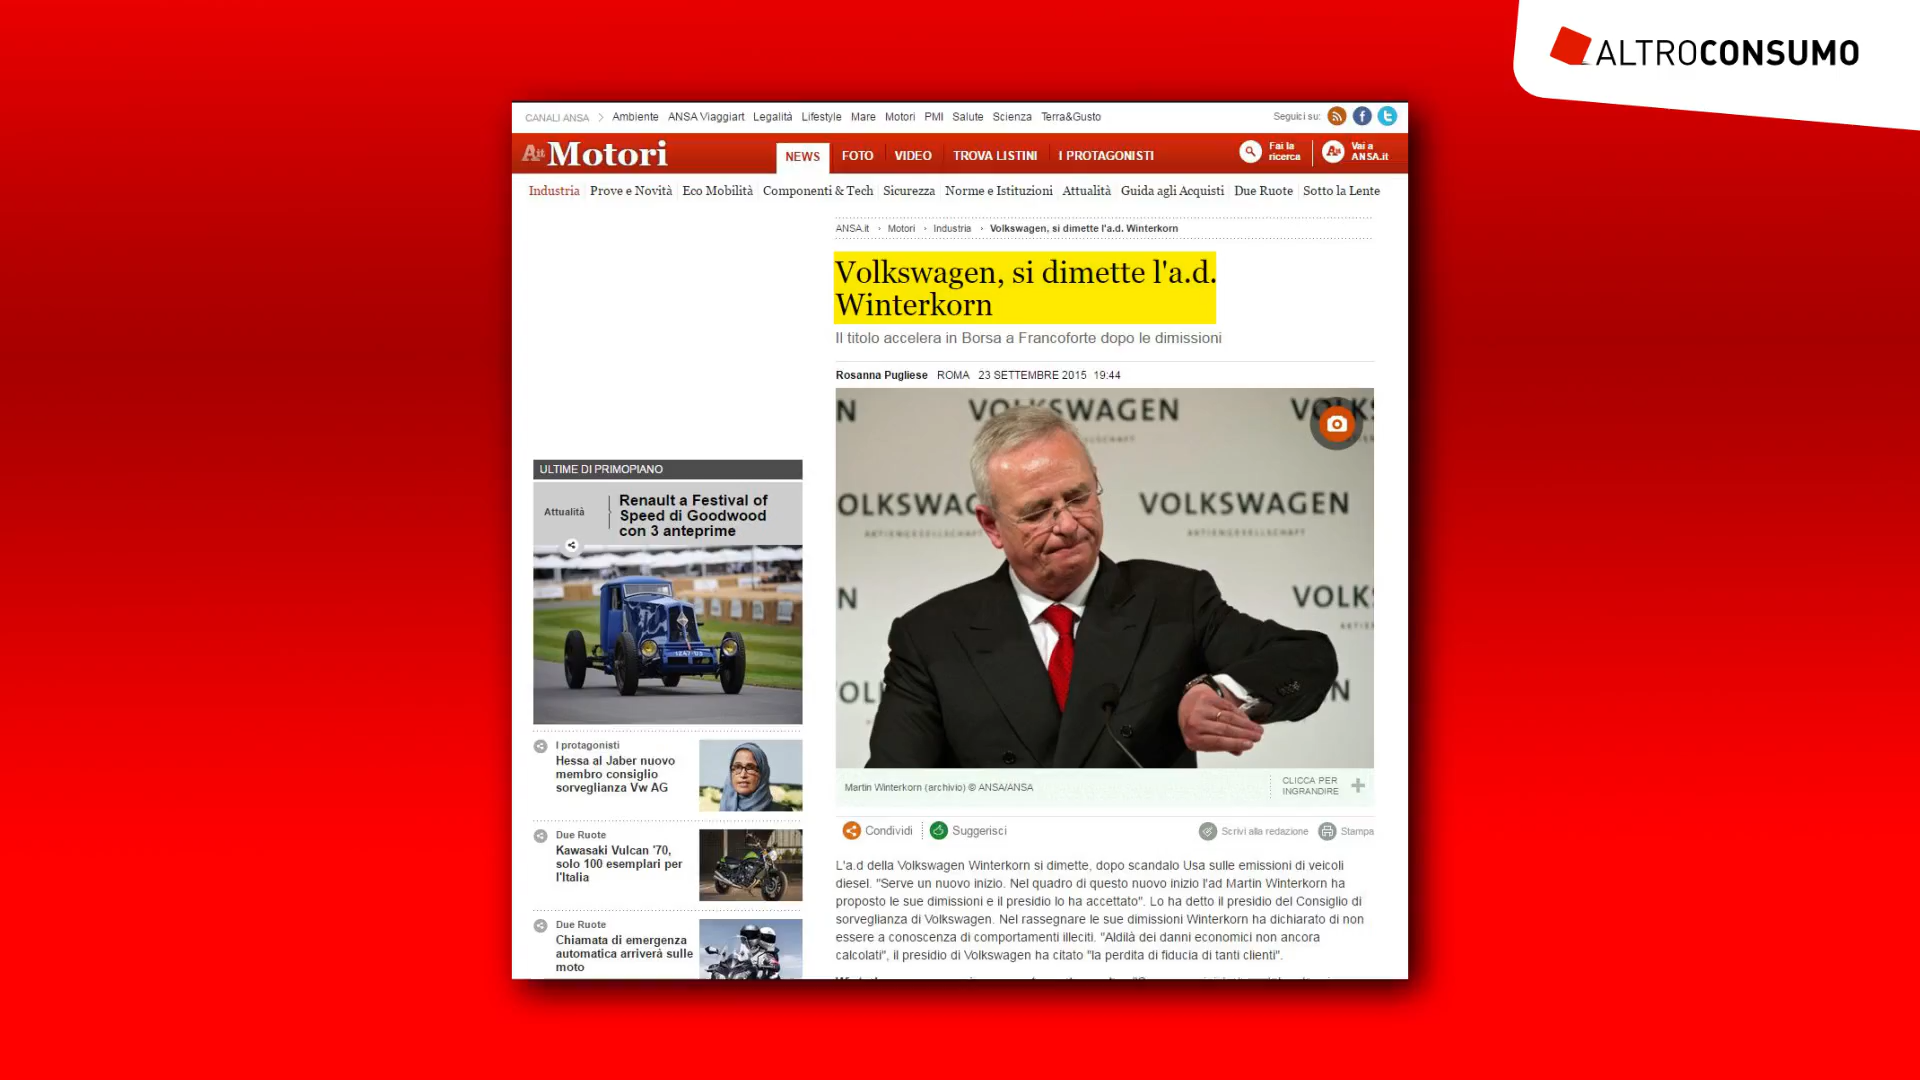 ALTROCONSUMO
CANALI ANSA > Ambiente ANSA Viaggiart Legalità Lifestyle Mare Motori PMI Salute Scienza Terra&Gusto
Seguici su:
A.it Motori
NEWS FOTO VIDEO TROVA LISTINI I PROTAGONISTI
Fai la
ricerca
Vai a
ANSA.it
Industria Prove e Novità Eco Mobilità Componenti & Tech Sicurezza Norme e Istituzioni Attualità Guida agli Acquisti Due Ruote Sotto la Lente
ANSA.it › Motori › Industria › Volkswagen, si dimette l'a.d. Winterkorn
Volkswagen, si dimette l'a.d.
Winterkorn
Il titolo accelera in Borsa a Francoforte dopo le dimissioni
Rosanna Pugliese ROMA 23 SETTEMBRE 2015 19:44
VOLKSWAGEN
VOLKSWAGEN
AKTIENGESELLSCHAFT
Martin Winterkorn (archivio) © ANSA/ANSA
CLICCA PER
INGRANDIRE
Condividi
Suggerisci
Scrivi alla redazione
Stampa
L'a.d della Volkswagen Winterkorn si dimette, dopo scandalo Usa sulle emissioni di veicoli
diesel. "Serve un nuovo inizio. Nel quadro di questo nuovo inizio l'ad Martin Winterkorn ha
proposto le sue dimissioni e il presidio lo ha accettato". Lo ha detto il presidio del Consiglio di
sorveglianza di Volkswagen. Nel rassegnare le sue dimissioni Winterkorn ha dichiarato di non
essere a conoscenza di comportamenti illeciti. "Aldilà dei danni economici non ancora
calcolati", il presidio di Volkswagen ha citato "la perdita di fiducia di tanti clienti".
ULTIME DI PRIMOPIANO
Attualità
Renault a Festival of
Speed di Goodwood
con 3 anteprime
I protagonisti
Hessa al Jaber nuovo
membro consiglio
sorveglianza Vw AG
Due Ruote
Kawasaki Vulcan '70,
solo 100 esemplari per
l'Italia
Due Ruote
Chiamata di emergenza
automatica arriverà sulle
moto